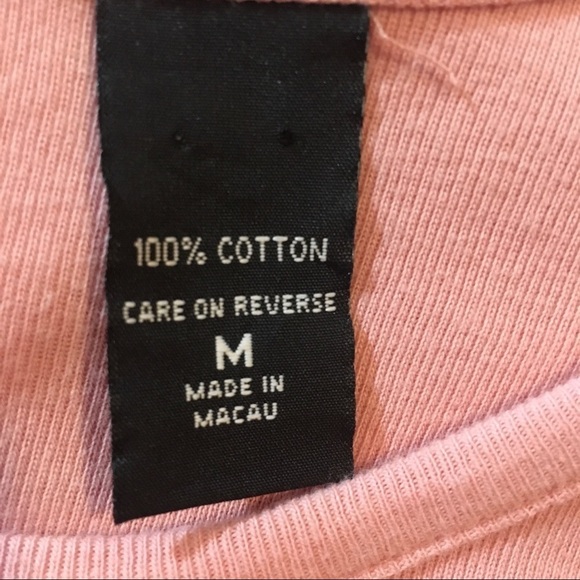 100% COTTON
CARE ON REVERSE
M
MADE IN
MACAU